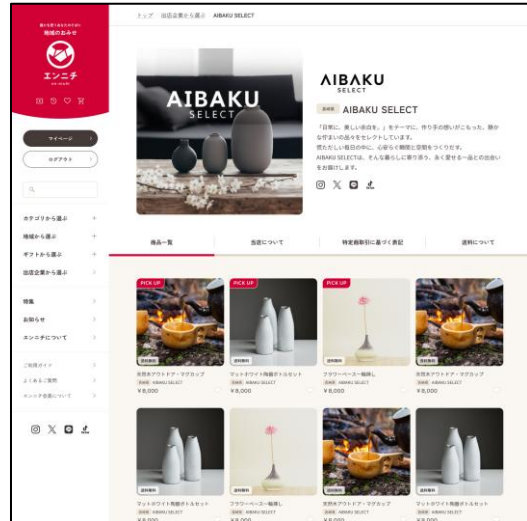 トップ 出店企業から選ぶ AIBAKU SELECT
地域のおみせ
エンニチ
en-nichi
マイページ
ログアウト
カテゴリから選ぶ
地域から選ぶ
ギフトから選ぶ
出店企業から選ぶ
特集
お知らせ
エンニチについて
ご利用ガイド
よくあるご質問
AIBAKU
SELECT
AIBAKU
SELECT
AIBAKU SELECT
「日常に、美しい余白を。」をテーマに、作り手の想いがこもった、静か
な佇まいの品々をセレクトしています。
慌ただしい毎日の中に、心安らぐ瞬間と空間をつくりだす。
AIBAKU SELECTは、そんな暮らしに寄り添う、永く愛せる一品との出会い
をお届けします。
商品一覧 当店について 特定商取引に基づく表記 送料について
PICK UP
送料無料
天然木アウトドア・マグカップ
AIBAKU SELECT
¥8,000
PICK UP
送料無料
マットホワイト陶器ボトルセット
AIBAKU SELECT
¥8,000
PICK UP
送料無料
フラワーベース一輪挿し
AIBAKU SELECT
¥8,000
送料無料
天然木アウトドア・マグカップ
AIBAKU SELECT
¥8,000
送料無料
マットホワイト陶器ボトルセット
AIBAKU SELECT
¥8,000
送料無料
フラワーベース一輪挿し
AIBAKU SELECT
¥8,000
送料無料
天然木アウトドア・マグカップ
AIBAKU SELECT
¥8,000
送料無料
マットホワイト陶器ボトルセット
AIBAKU SELECT
¥8,000